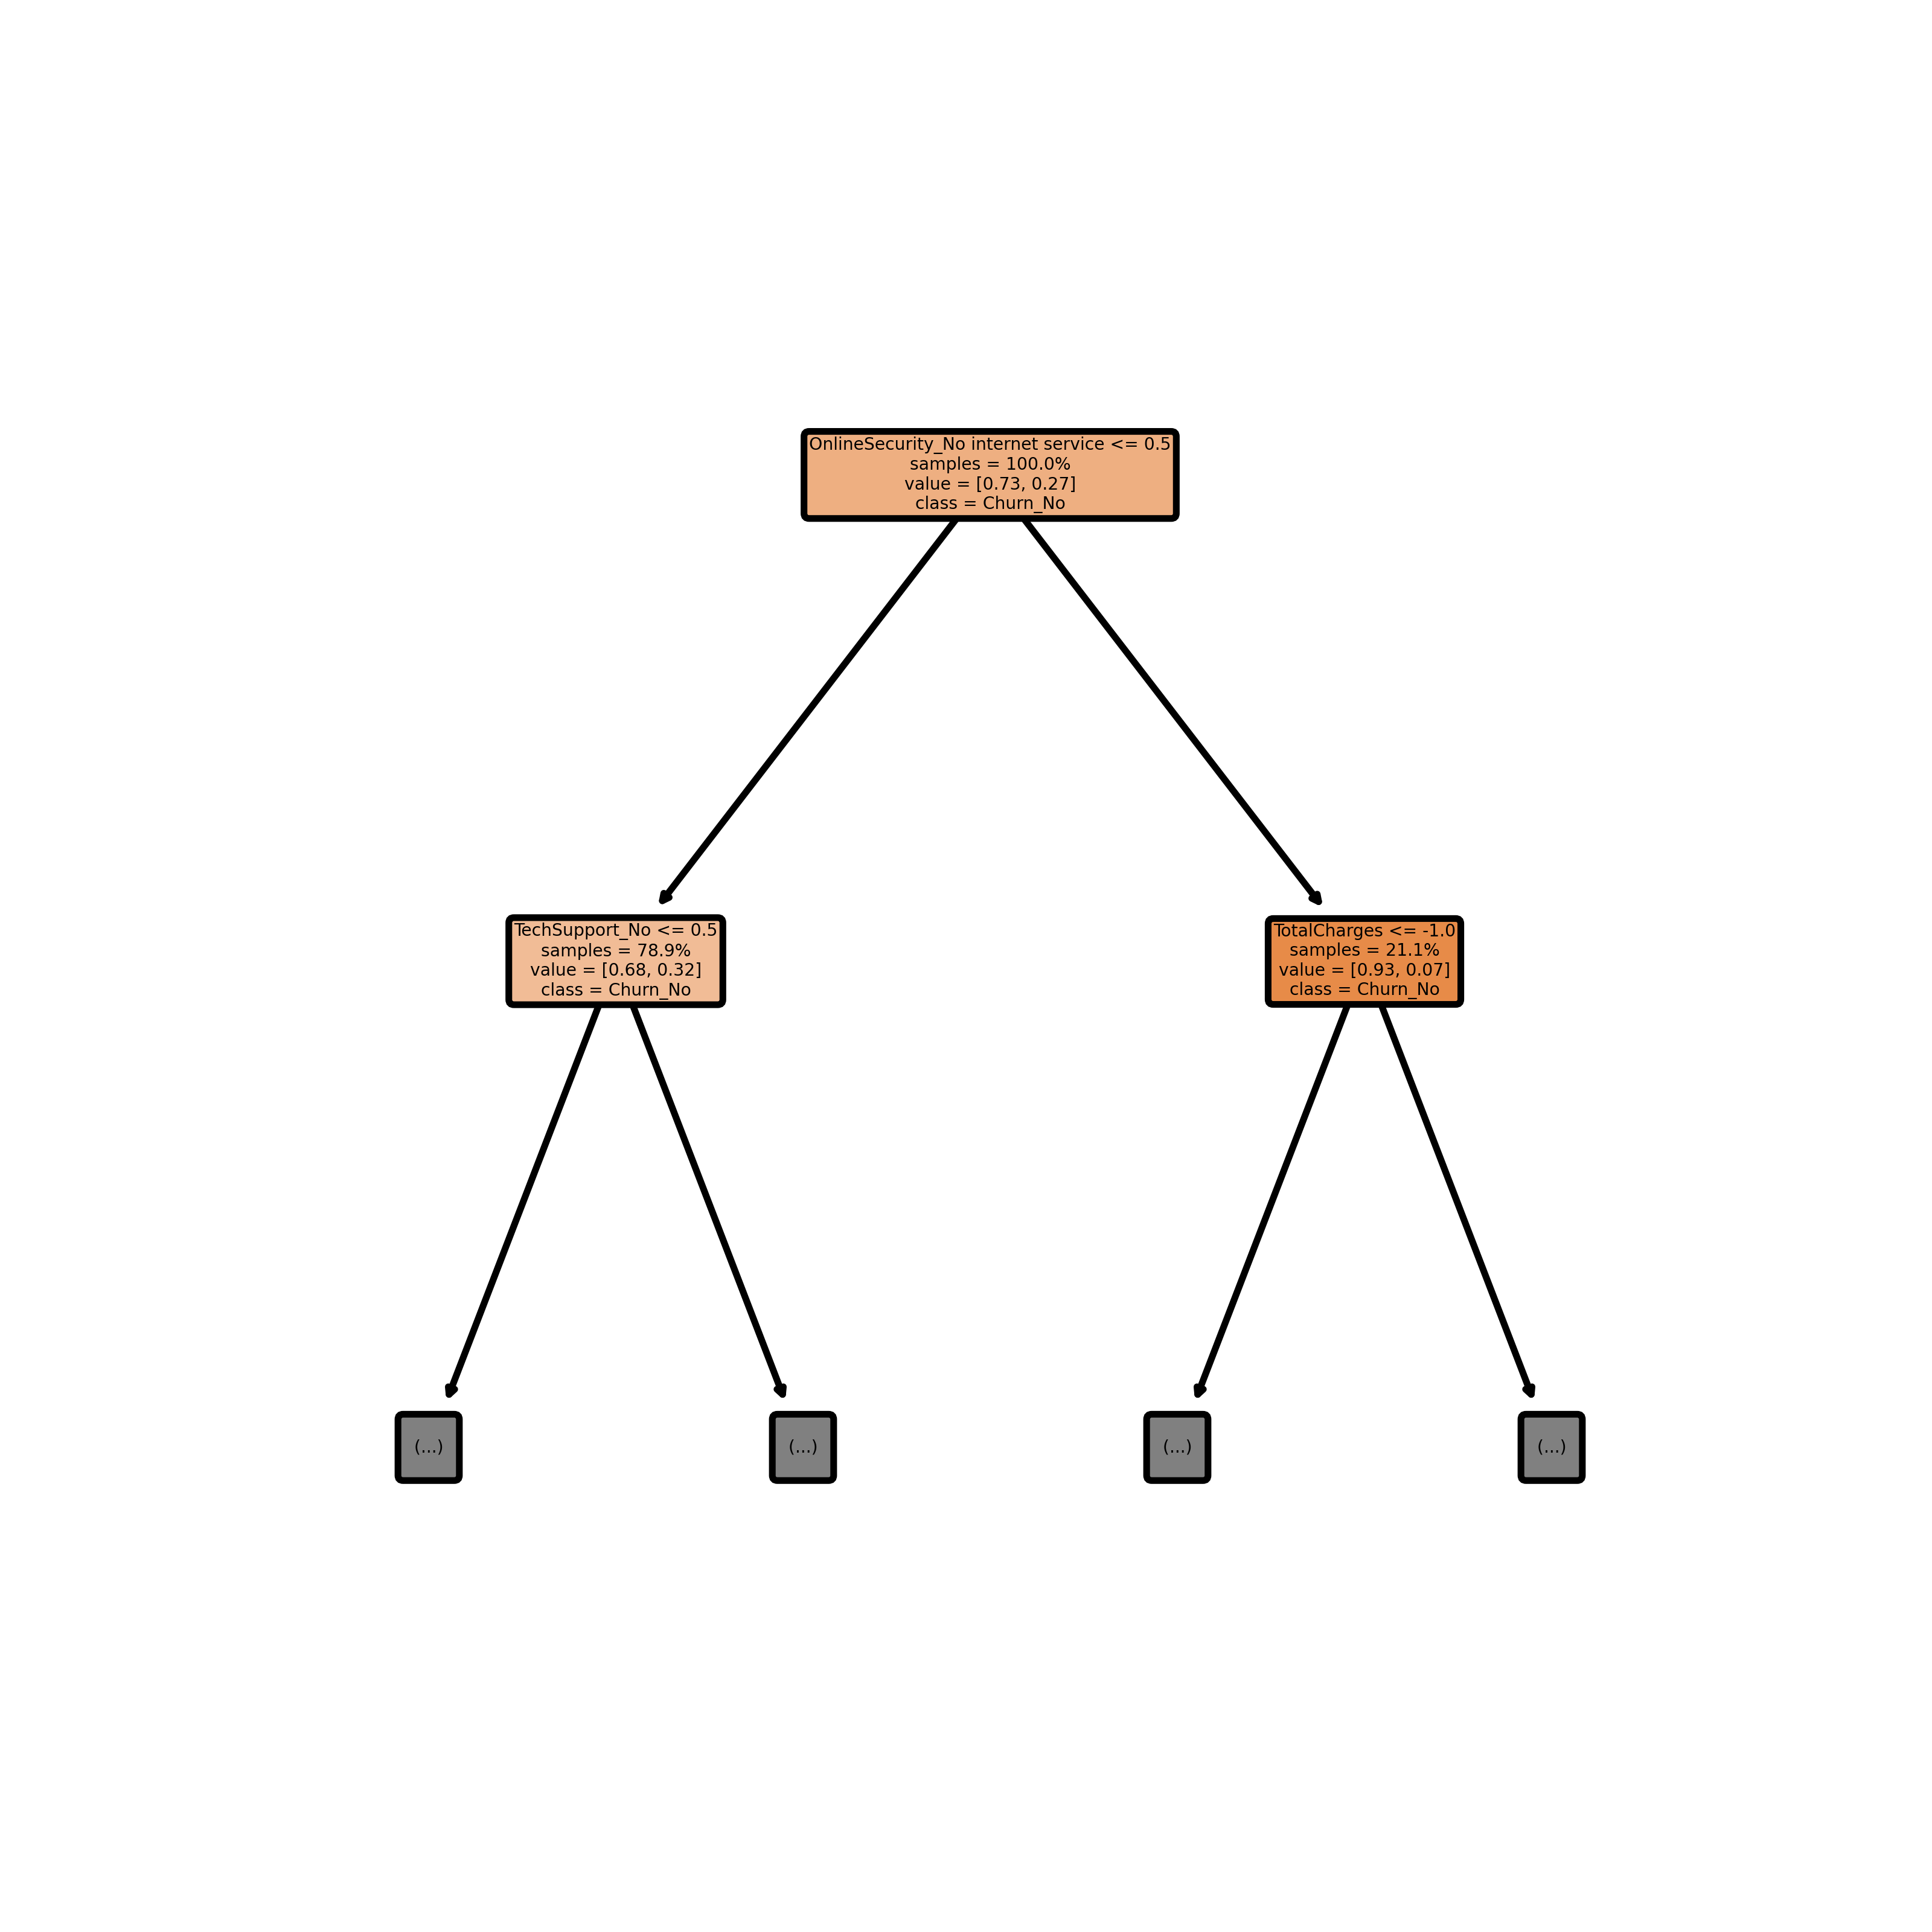 OnlineSecurity_No internet service <= 0.5
samples = 100.0%
value = [0.73, 0.27]
class = Churn_No
TechSupport_No <= 0.5
samples = 78.9%
value = [0.68, 0.32]
class = Churn_No
TotalCharges <= -1.0
samples = 21.1%
value = [0.93, 0.07]
class = Churn_No
(...)
(...)
(...)
(...)